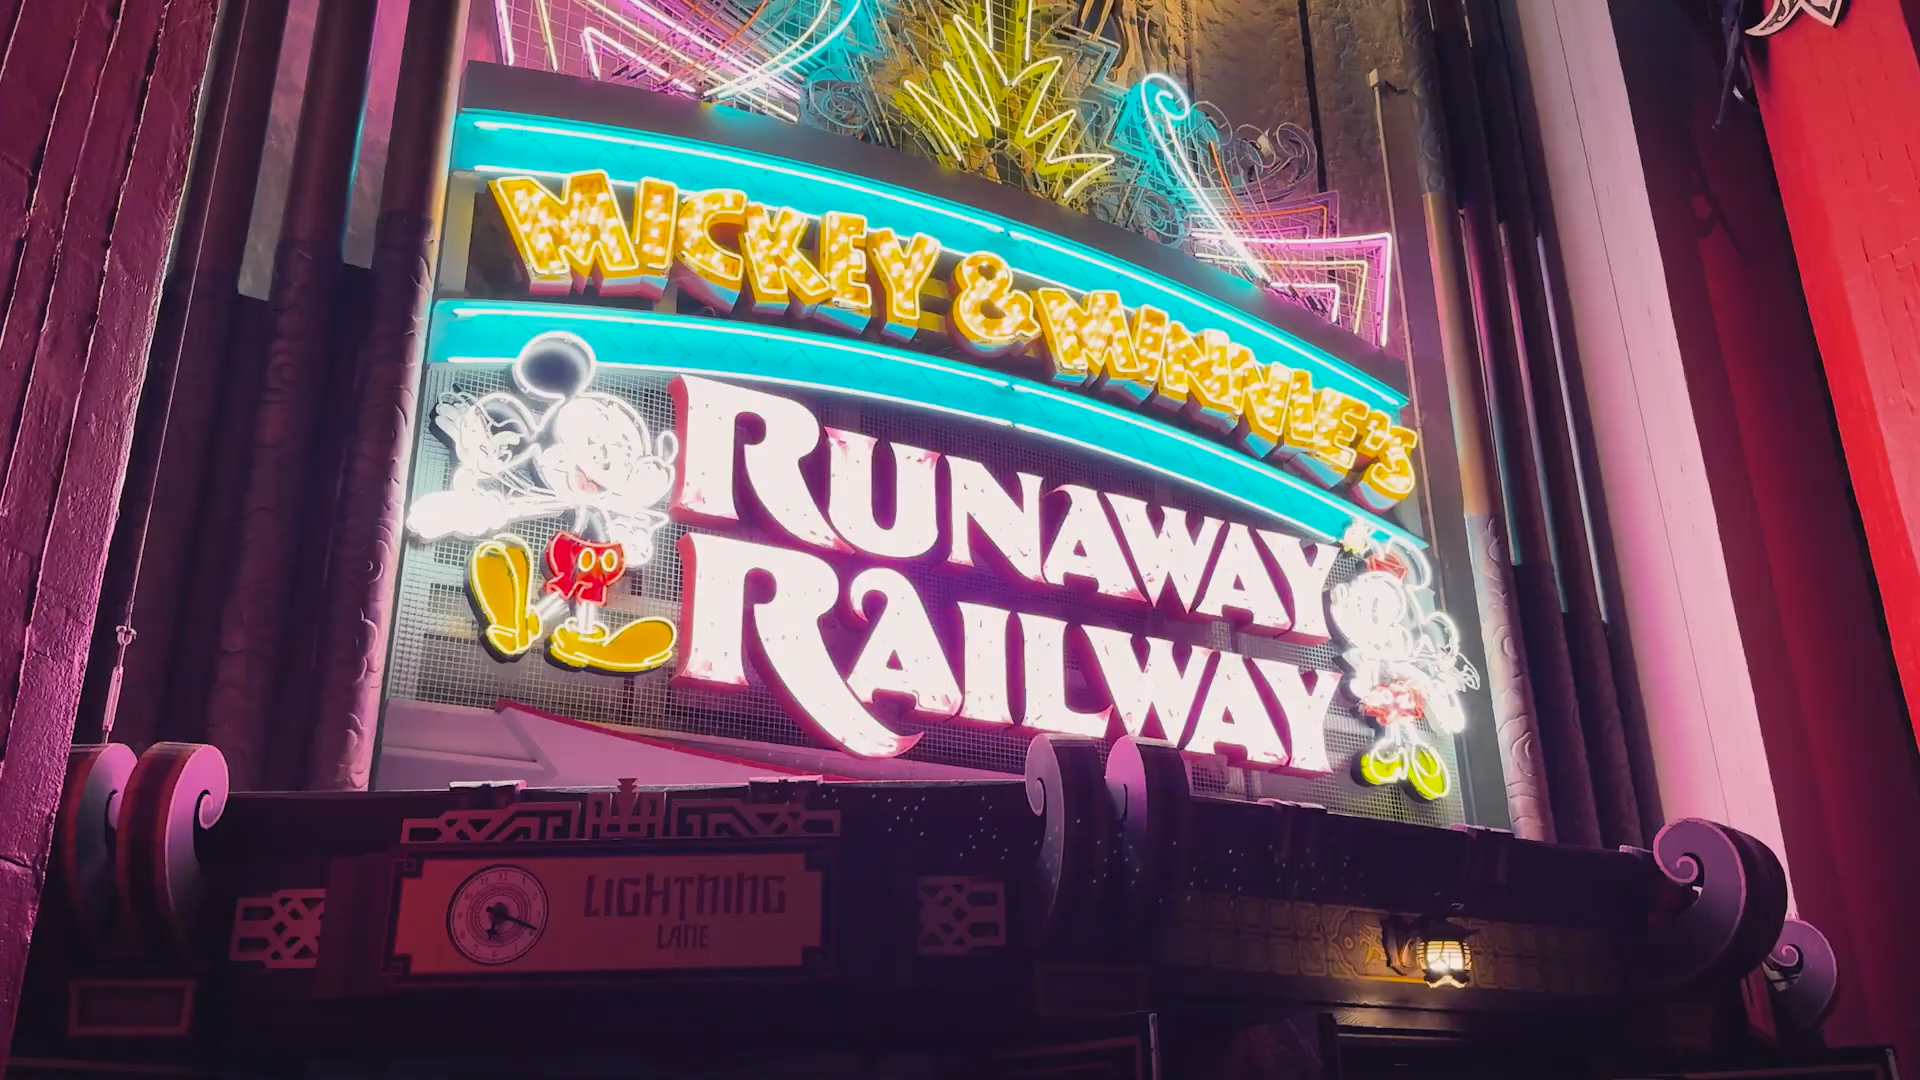 MICKEY & MINNIE'S
RUNAWAY
RAILWAY
LIGHTNING
LANE